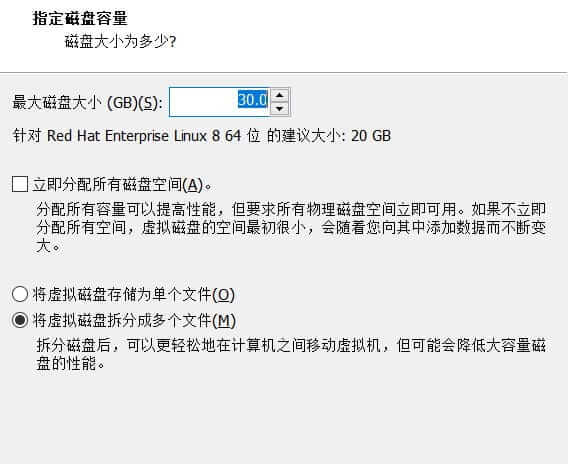 指定磁盘容量
磁盘大小为多少?
最大磁盘大小 (GB)(S): 30.0
针对 Red Hat Enterprise Linux 8 64 位 的建议大小: 20 GB
立即分配所有磁盘空间(A)。
分配所有容量可以提高性能，但要求所有物理磁盘空间立即可用。如果不立即
分配所有空间，虚拟磁盘的空间最初很小，会随着您向其中添加数据而不断变
大。
将虚拟磁盘存储为单个文件(O)
将虚拟磁盘拆分成多个文件(M)
拆分磁盘后，可以更轻松地在计算机之间移动虚拟机，但可能会降低大容量磁
盘的性能。